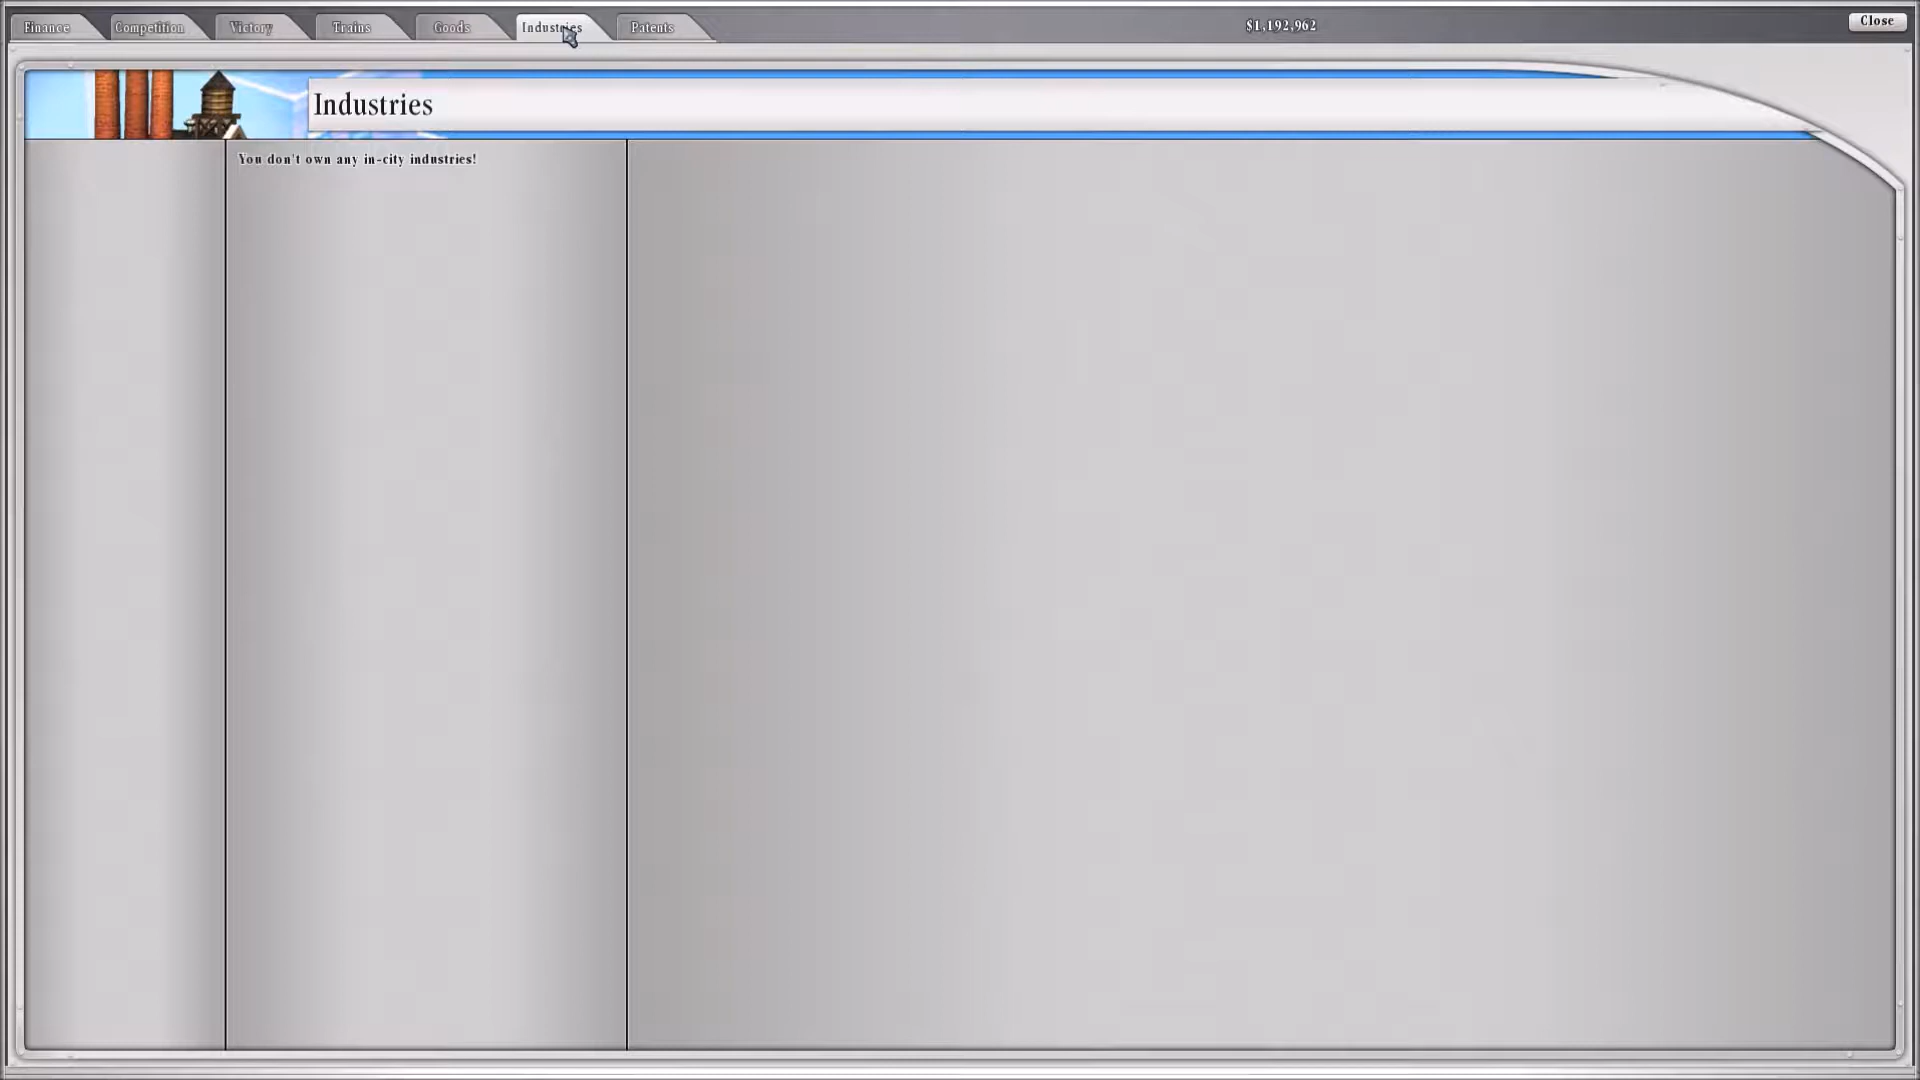 Finance
Competition
Victory
Trains
Goods
Industries
Patents
$1,192,962
Close
Industries
You don't own any in-city industries!